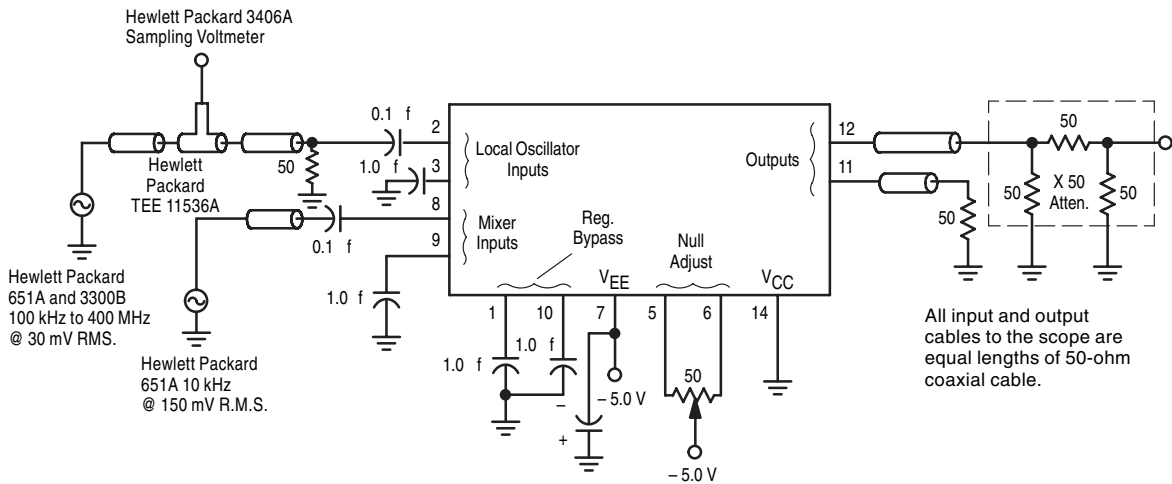 Hewlett Packard 3406A
Sampling Voltmeter
0.1 f
2
Hewlett
Packard
TEE 11536A
50
1.0 f
3
Local Oscillator
Inputs
8
Mixer
Inputs
9
0.1 f
Hewlett Packard
651A and 3300B
100 kHz to 400 MHz
@ 30 mV RMS.
Hewlett Packard
651A 10 kHz
@ 150 mV R.M.S.
1.0 f
Reg.
Bypass
1
10
1.0 f
1.0 f
VEE
7
– 5.0 V
–
+
Null
Adjust
5
6
50
– 5.0 V
VCC
14
Outputs
12
11
50
50
50
X 50
Atten.
50
All input and output
cables to the scope are
equal lengths of 50-ohm
coaxial cable.